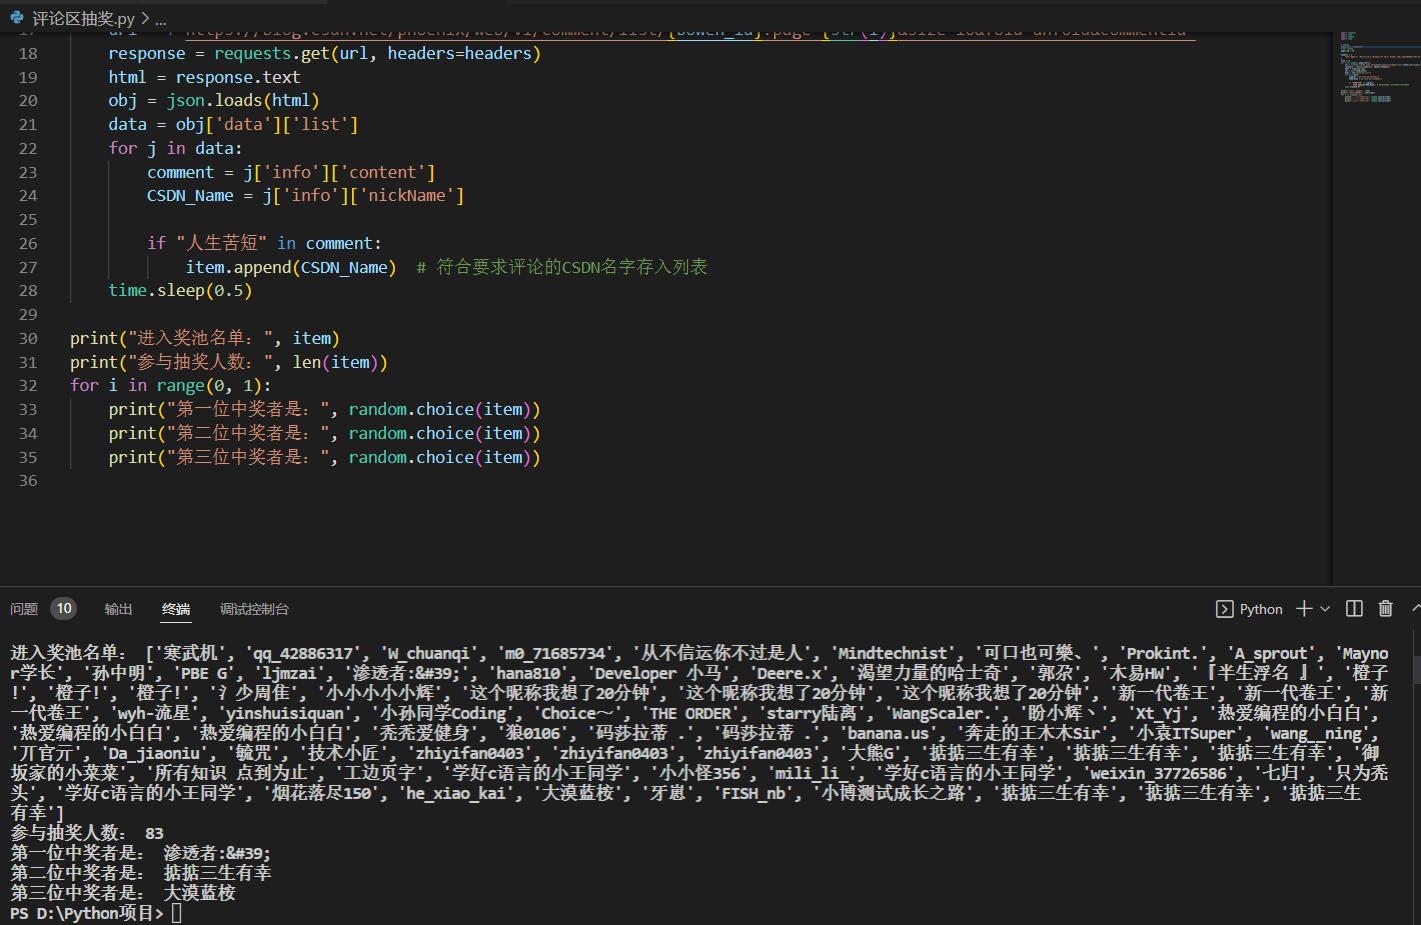 评论区抽奖.py > ...
18 response = requests.get(url, headers=headers)
19 html = response.text
20 obj = json.loads(html)
21 data = obj['data']['list']
22 for j in data:
23 comment = j['info']['content']
24 CSDN_Name = j['info']['nickName']
25
26 if "人生苦短" in comment:
27 item.append(CSDN_Name)  # 符合要求评论的CSDN名字存入列表
28 time.sleep(0.5)
29
30 print("进入奖池名单：", item)
31 print("参与抽奖人数：", len(item))
32 for i in range(0, 1):
33 print("第一位中奖者是：", random.choice(item))
34 print("第二位中奖者是：", random.choice(item))
35 print("第三位中奖者是：", random.choice(item))
36
问题 10 输出 终端 调试控制台 Python
进入奖池名单： ['寒武机', 'qq_42886317', 'W_chuanqi', 'm0_71685734', '从不信运你不过是人', 'Mindtechnist', '可口也可樂、', 'Prokint.', 'A_sprout', 'Mayno
r学长', '孙中明', 'PBE G', 'ljmzai', '渗透者:&#39;', 'hana810', 'Developer 小马', 'Deere.x', '渴望力量的哈士奇', '郭尕', '木易HW', '『半生浮名 』', '橙子
!', '橙子!', '橙子!', '氵少周隹', '小小小小小辉', '这个昵称我想了20分钟', '这个昵称我想了20分钟', '这个昵称我想了20分钟', '新一代卷王', '新一代卷王', '新
一代卷王', 'wyh-流星', 'yinshuisiquan', '小孙同学Coding', 'Choice～', 'THE ORDER', 'starry陆离', 'WangScaler.', '盼小辉丶', 'Xt_Yj', '热爱编程的小白白',
'热爱编程的小白白', '热爱编程的小白白', '秃秃爱健身', '狼0106', '码莎拉蒂 .', '码莎拉蒂 .', 'banana.us', '奔走的王木木Sir', '小袁ITSuper', 'wang__ning',
'丌官亓', 'Da_jiaoniu', '毓咒', '技术小匠', 'zhiyifan0403', 'zhiyifan0403', 'zhiyifan0403', '大熊G', '掂掂三生有幸', '掂掂三生有幸', '掂掂三生有幸', '御
坂家的小菜菜', '所有知识 点到为止', '工边页字', '学好c语言的小王同学', '小小怪356', 'mili_li_', '学好c语言的小王同学', 'weixin_37726586', '七归', '只为秃
头', '学好c语言的小王同学', '烟花落尽150', 'he_xiao_kai', '大漠蓝桉', '牙崽', 'FISH_nb', '小博测试成长之路', '掂掂三生有幸', '掂掂三生有幸', '掂掂三生
有幸']
参与抽奖人数： 83
第一位中奖者是： 渗透者:&#39;
第二位中奖者是： 掂掂三生有幸
第三位中奖者是： 大漠蓝桉
PS D:\Python项目>